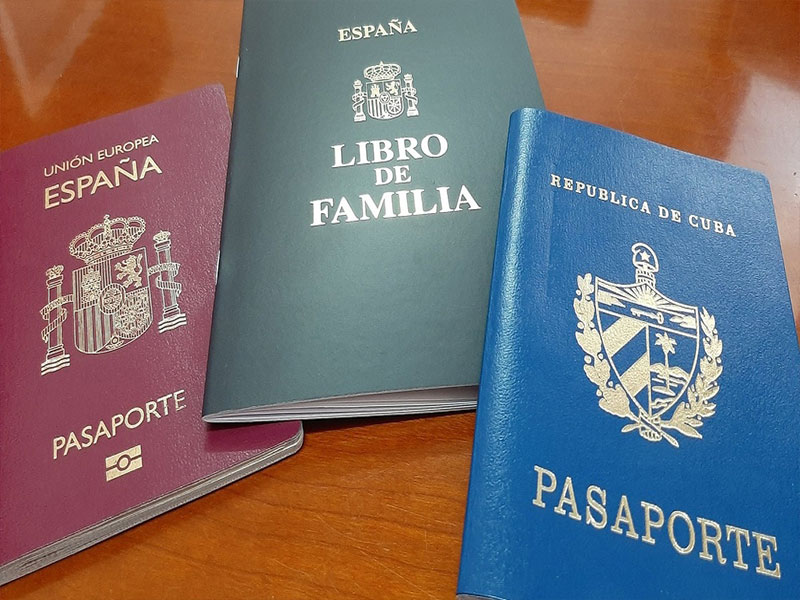 UNIÓN EUROPEA
ESPAÑA
PASAPORTE
ESPAÑA
LIBRO
DE
FAMILIA
REPUBLICA DE CUBA
PASAPORTE